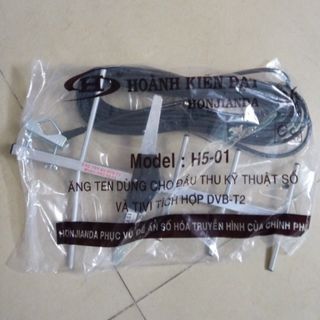 HOÀNH KIẾN ĐẠT
HONJIANDA
Model : H5-01
ĂNG TEN DÙNG CHO ĐẦU THU KỸ THUẬT SỐ
VÀ TIVI TÍCH HỢP DVB-T2
HONJIANDA PHỤC VỤ ĐỀ ÁN SỐ HÓA TRUYỀN HÌNH CỦA CHÍNH PHỦ